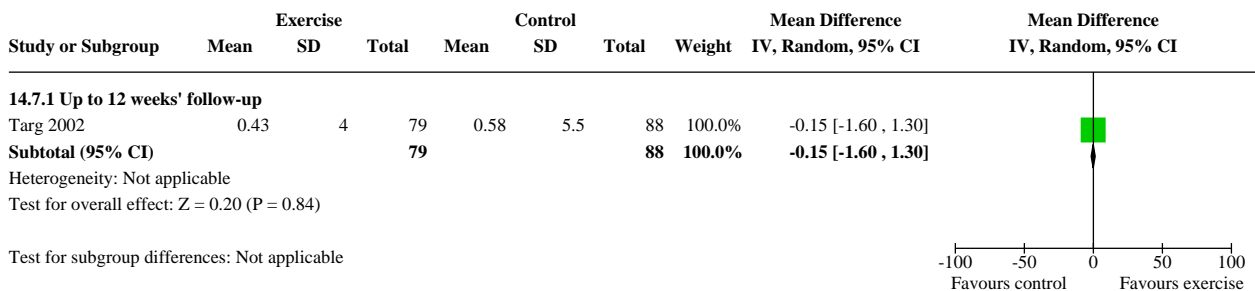 Exercise Control Mean Difference Mean Difference
Study or Subgroup Mean SD Total Mean SD Total Weight IV, Random, 95% CI IV, Random, 95% CI
14.7.1 Up to 12 weeks' follow-up
Targ 2002 0.43 4 79 0.58 5.5 88 100.0% -0.15 [-1.60 , 1.30]
Subtotal (95% CI) 79 88 100.0% -0.15 [-1.60 , 1.30]
Heterogeneity: Not applicable
Test for overall effect: Z = 0.20 (P = 0.84)
Test for subgroup differences: Not applicable
-100 -50 0 50 100
Favours control Favours exercise